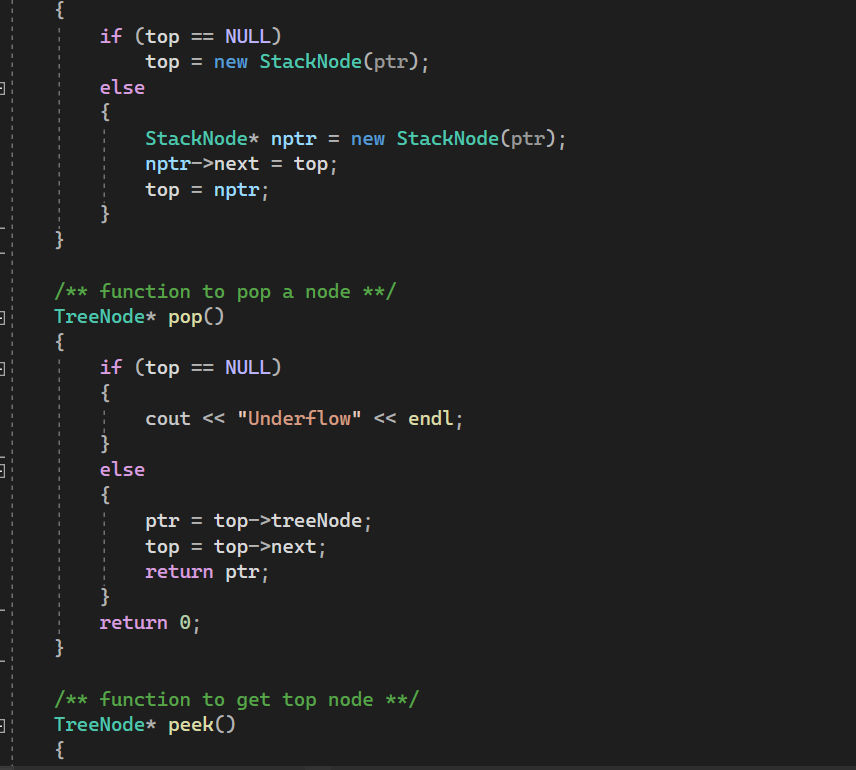 {
if (top == NULL)
top = new StackNode(ptr);
else
{
StackNode* nptr = new StackNode(ptr);
nptr->next = top;
top = nptr;
}
}
/** function to pop a node **/
TreeNode* pop()
{
if (top == NULL)
{
cout << "Underflow" << endl;
}
else
{
ptr = top->treeNode;
top = top->next;
return ptr;
}
return 0;
}
/** function to get top node **/
TreeNode* peek()
{